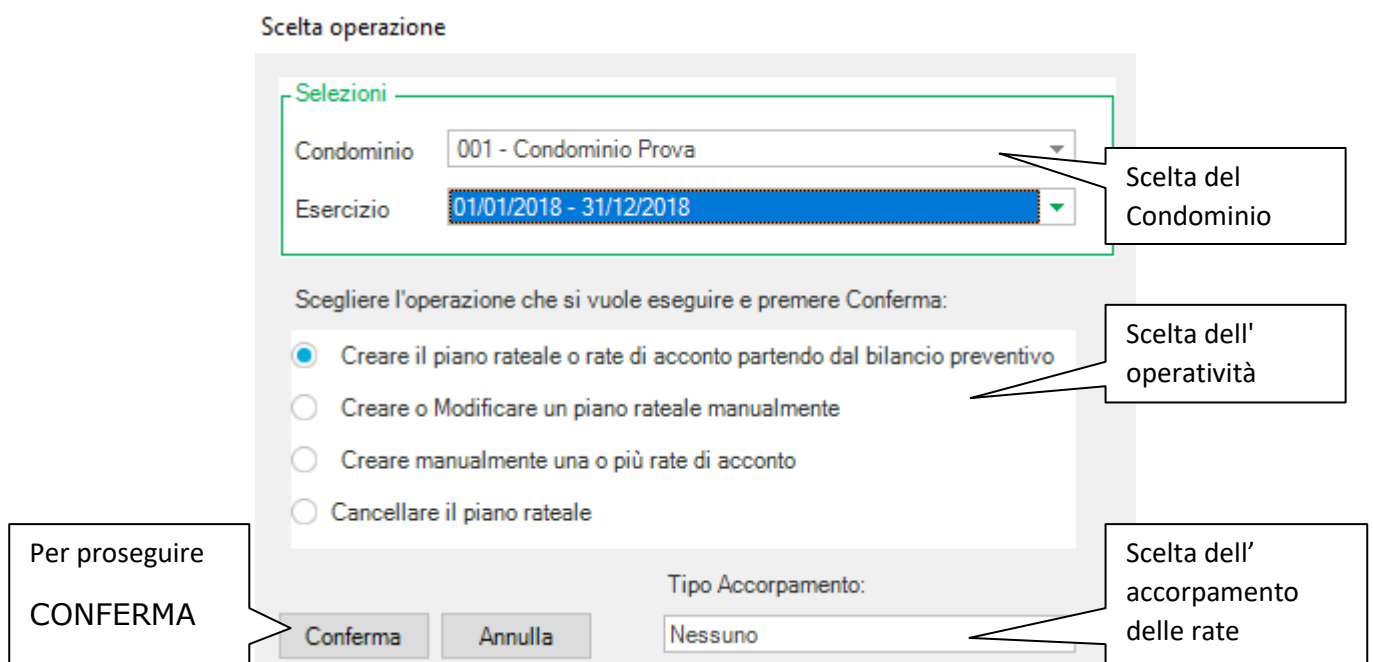 Scelta operazione
Selezioni
Condominio 001 - Condominio Prova
Esercizio 01/01/2018 - 31/12/2018
Scelta del
Condominio
Scegliere l'operazione che si vuole eseguire e premere Conferma:
Creare il piano rateale o rate di acconto partendo dal bilancio preventivo
Creare o Modificare un piano rateale manualmente
Creare manualmente una o più rate di acconto
Cancellare il piano rateale
Scelta dell'
operatività
Per proseguire
CONFERMA
Tipo Accorpamento:
Conferma Annulla Nessuno
Scelta dell’
accorpamento
delle rate